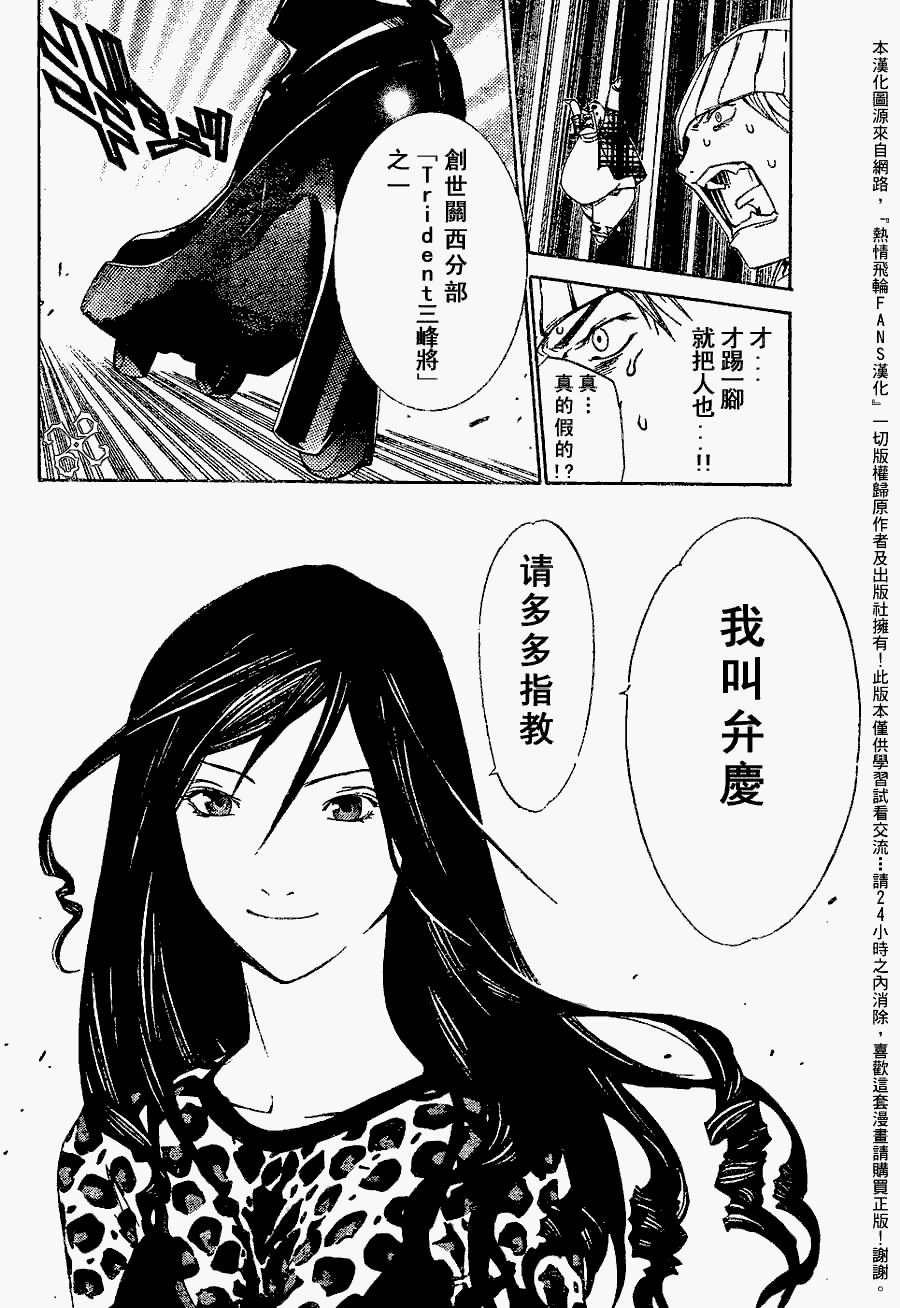 才...
才踢一腳
就把人也...!!
真...
真的假的!?
創世關西分部
「Trident三峰將」
之一
我叫弁慶
请多多指教
本漢化圖源來自網路，『熱情飛輪FANS漢化』一切版權歸原作者及出版社擁有！此版本僅供學習試看交流…請24小時之內消除，喜歡這套漫畫請購買正版！謝謝。